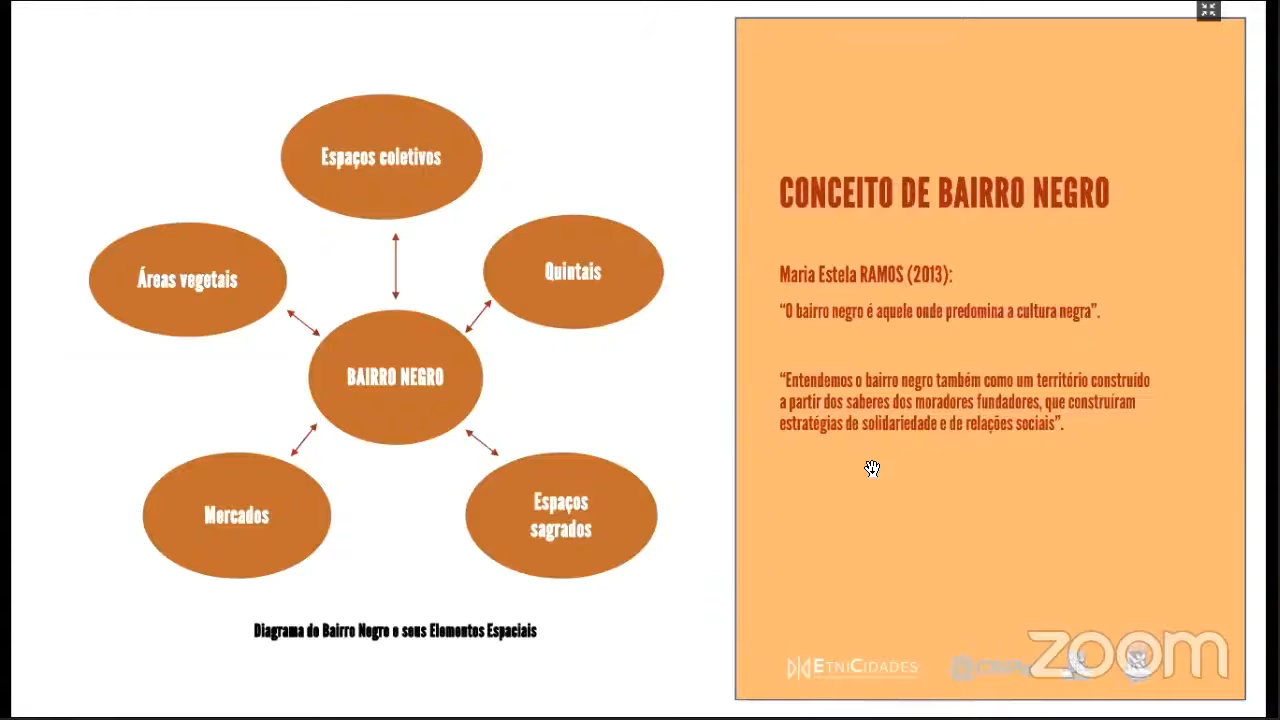 Espaços coletivos
Áreas vegetais
Quintais
BAIRRO NEGRO
Mercados
Espaços
sagrados
Diagrama do Bairro Negro e seus Elementos Espaciais
CONCEITO DE BAIRRO NEGRO
Maria Estela RAMOS (2013):
“O bairro negro é aquele onde predomina a cultura negra”.
“Entendemos o bairro negro também como um território construído
a partir dos saberes dos moradores fundadores, que construíram
estratégias de solidariedade e de relações sociais”.
ETNICIDADES
zoom